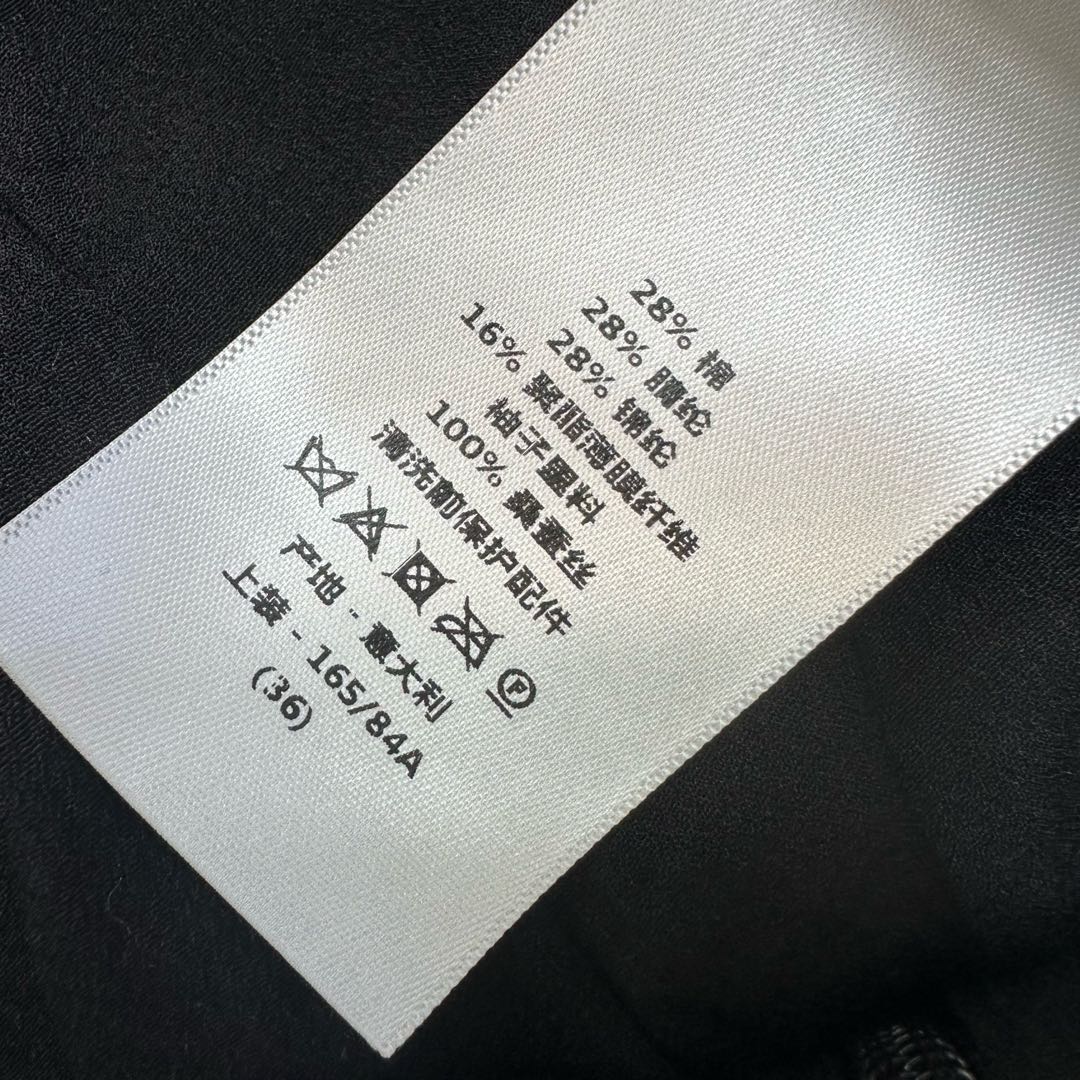 28% 棉
28% 腈纶
28% 锦纶
16% 聚脂薄膜纤维
袖子里料
100% 桑蚕丝
清洗前保护配件
P
产地 - 意大利
上装 - 165/84A
(36)